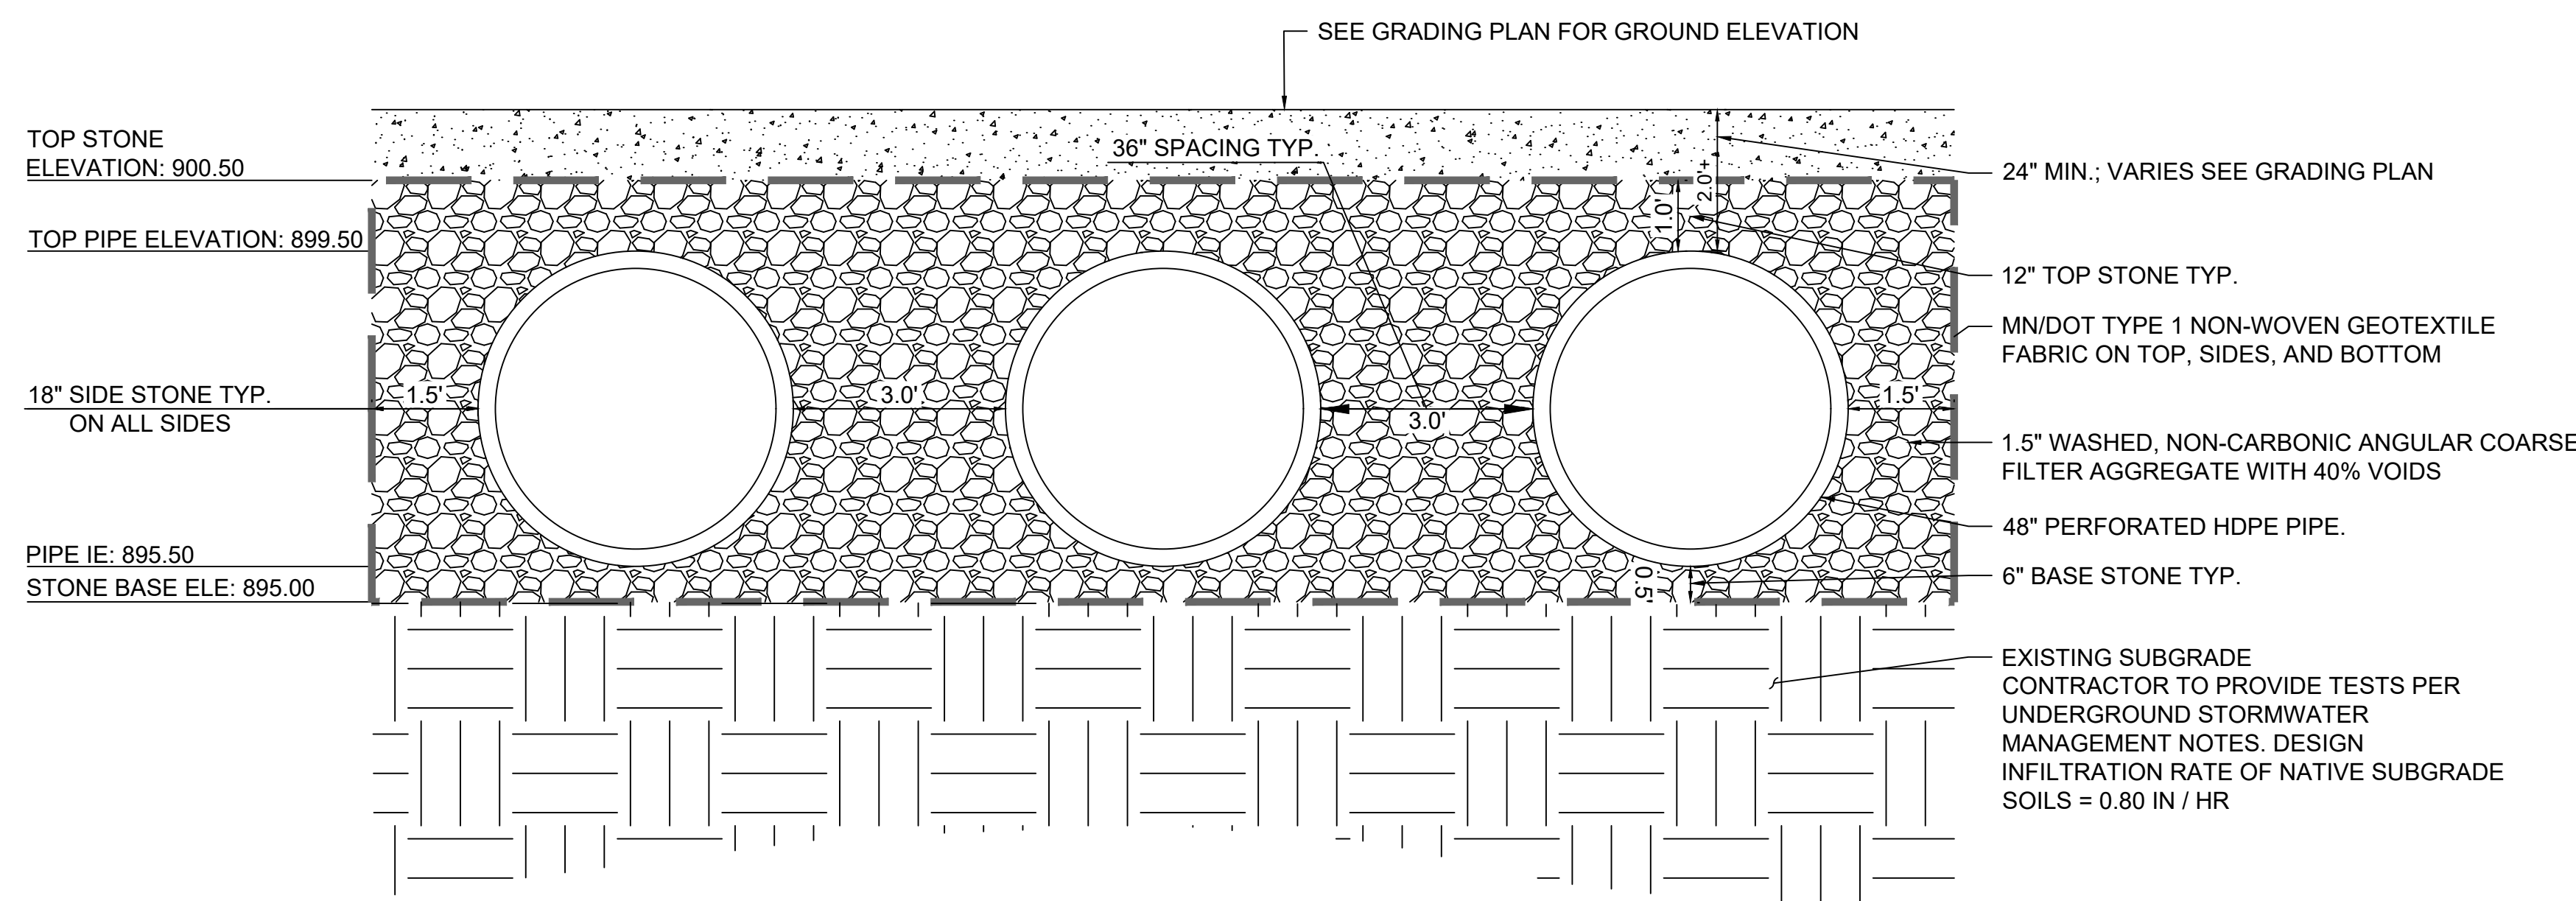 SEE GRADING PLAN FOR GROUND ELEVATION
TOP STONE
ELEVATION: 900.50
36" SPACING TYP.
24" MIN.; VARIES SEE GRADING PLAN
2.0'+
1.0'
TOP PIPE ELEVATION: 899.50
12" TOP STONE TYP.
MN/DOT TYPE 1 NON-WOVEN GEOTEXTILE
FABRIC ON TOP, SIDES, AND BOTTOM
18" SIDE STONE TYP.
ON ALL SIDES
1.5'
3.0'
3.0'
1.5'
1.5" WASHED, NON-CARBONIC ANGULAR COARSE
FILTER AGGREGATE WITH 40% VOIDS
48" PERFORATED HDPE PIPE.
PIPE IE: 895.50
STONE BASE ELE: 895.00
0.5'
6" BASE STONE TYP.
EXISTING SUBGRADE
CONTRACTOR TO PROVIDE TESTS PER
UNDERGROUND STORMWATER
MANAGEMENT NOTES. DESIGN
INFILTRATION RATE OF NATIVE SUBGRADE
SOILS = 0.80 IN / HR